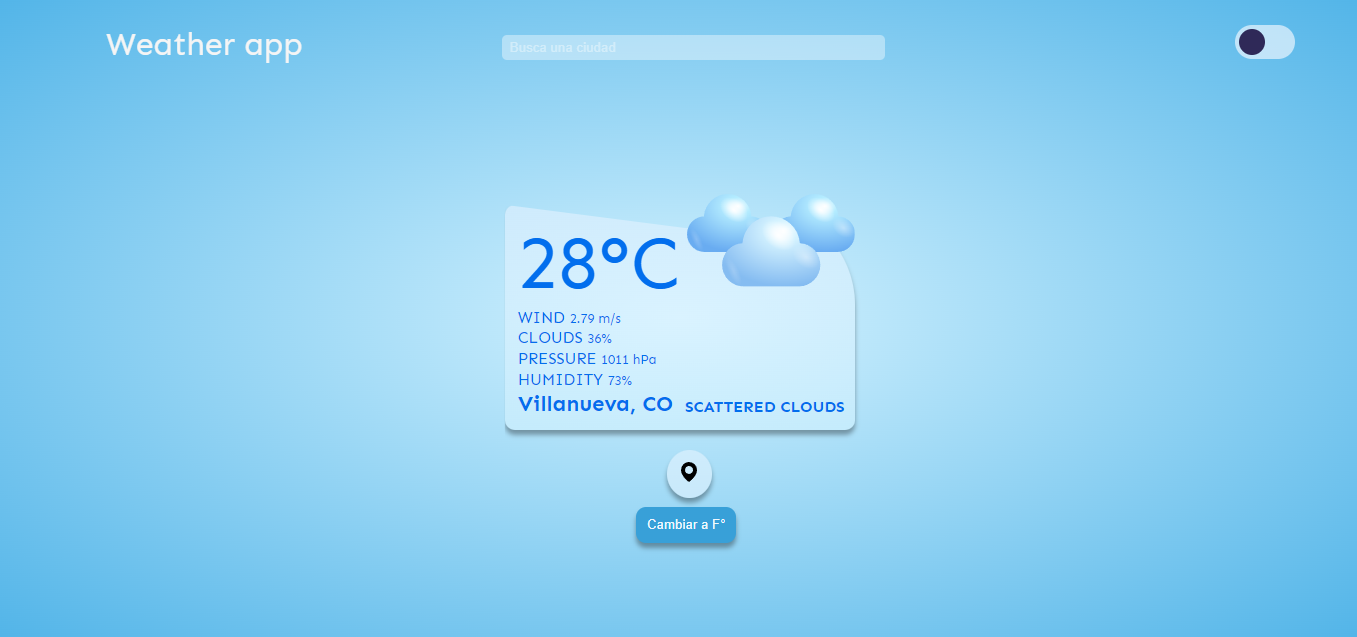 Weather app
Busca una ciudad
28°C
WIND 2.79 m/s
CLOUDS 36%
PRESSURE 1011 hPa
HUMIDITY 73%
Villanueva, CO SCATTERED CLOUDS
Cambiar a F°